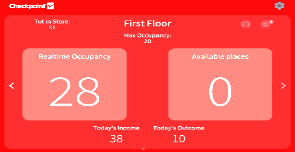 Checkpoint
Tot in Store:
58
First Floor
Max Occupancy:
20
Realtime Occupancy
28
Available places
0
Today's Income
38
Today's Outcome
10